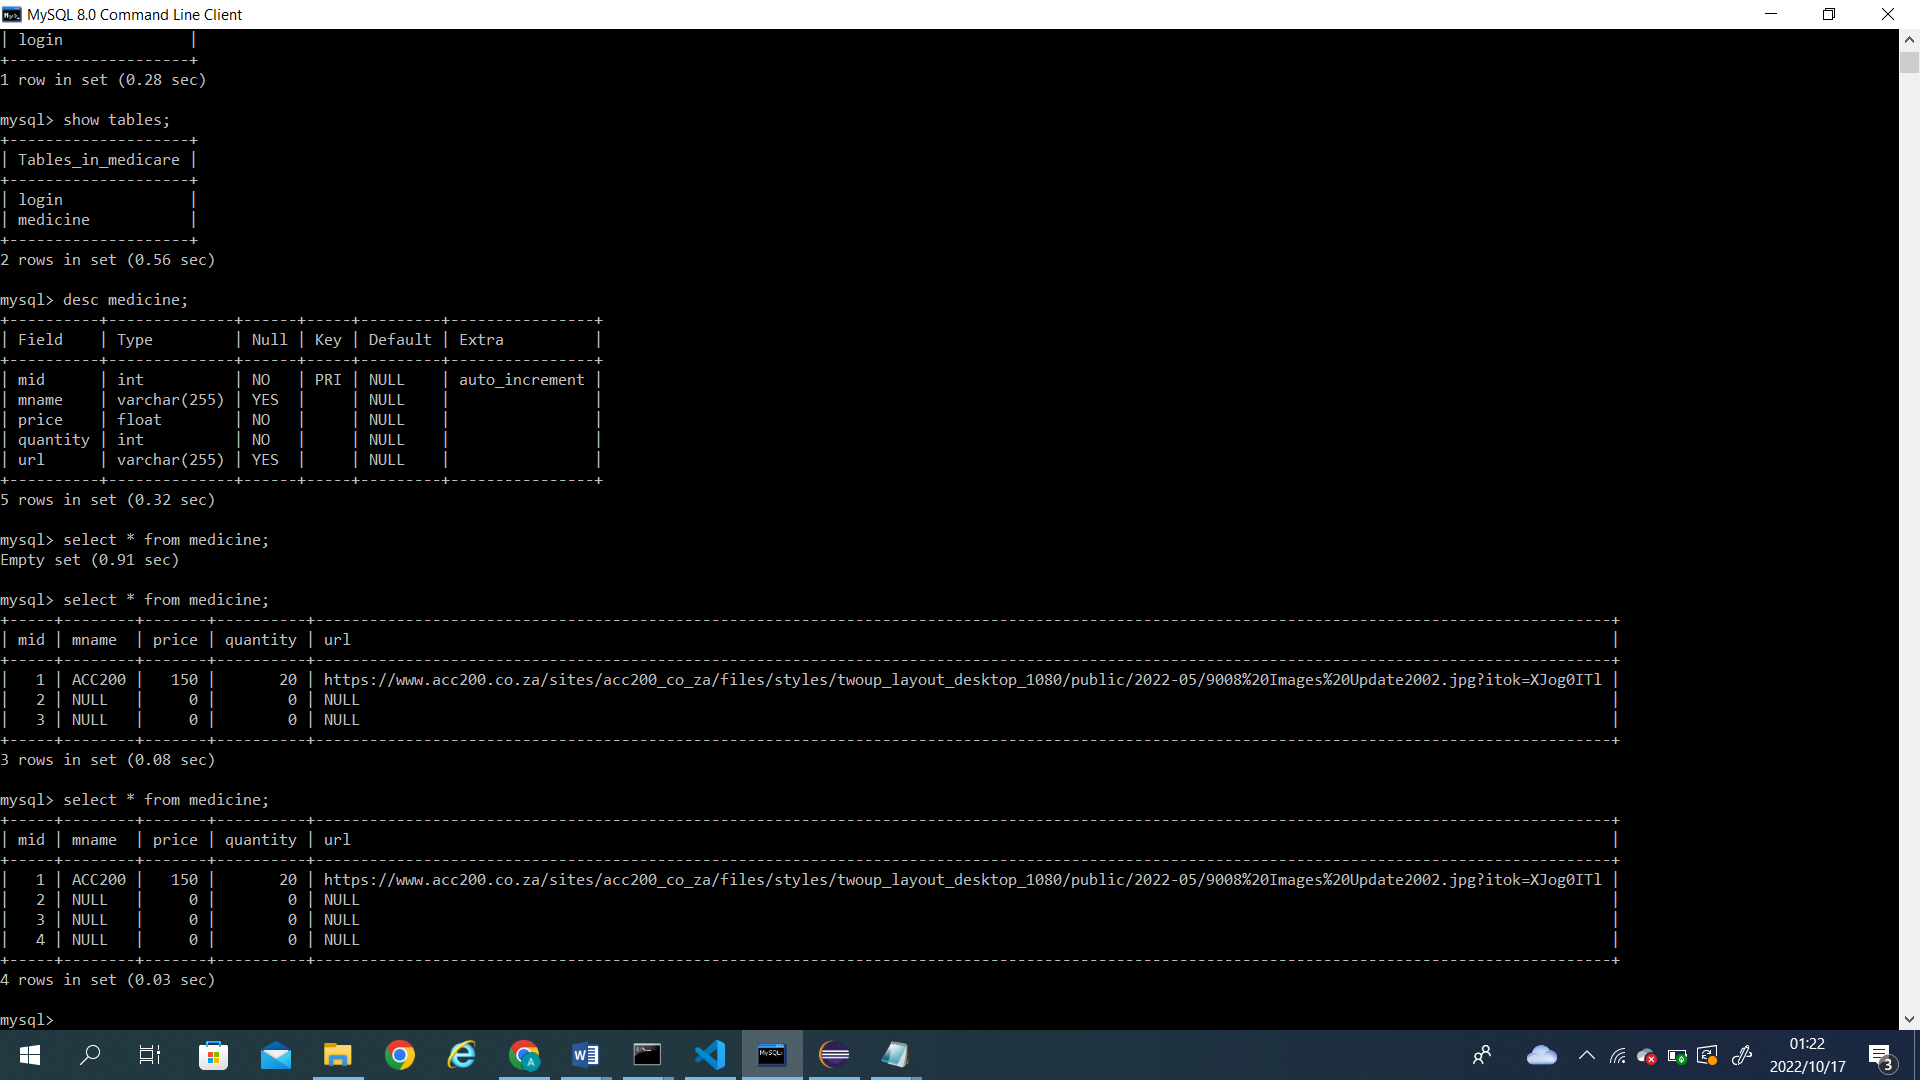 MySQL 8.0 Command Line Client
| login              |
+--------------------+
1 row in set (0.28 sec)
mysql> show tables;
+--------------------+
| Tables_in_medicare |
+--------------------+
| login              |
| medicine           |
+--------------------+
2 rows in set (0.56 sec)
mysql> desc medicine;
+----------+--------------+------+-----+---------+----------------+
| Field    | Type         | Null | Key | Default | Extra          |
+----------+--------------+------+-----+---------+----------------+
| mid      | int          | NO   | PRI | NULL    | auto_increment |
| mname    | varchar(255) | YES  |     | NULL    |                |
| price    | float        | NO   |     | NULL    |                |
| quantity | int          | NO   |     | NULL    |                |
| url      | varchar(255) | YES  |     | NULL    |                |
+----------+--------------+------+-----+---------+----------------+
5 rows in set (0.32 sec)
mysql> select * from medicine;
Empty set (0.91 sec)
mysql> select * from medicine;
| mid | mname  | price | quantity | url |
| 1 | ACC200 | 150 | 20 | https://www.acc200.co.za/sites/acc200_co_za/files/styles/twoup_layout_desktop_1080/public/2022-05/9008%20Images%20Update2002.jpg?itok=XJog0ITl |
| 2 | NULL | 0 | 0 | NULL |
| 3 | NULL | 0 | 0 | NULL |
3 rows in set (0.08 sec)
mysql> select * from medicine;
| mid | mname  | price | quantity | url |
| 1 | ACC200 | 150 | 20 | https://www.acc200.co.za/sites/acc200_co_za/files/styles/twoup_layout_desktop_1080/public/2022-05/9008%20Images%20Update2002.jpg?itok=XJog0ITl |
| 2 | NULL | 0 | 0 | NULL |
| 3 | NULL | 0 | 0 | NULL |
| 4 | NULL | 0 | 0 | NULL |
4 rows in set (0.03 sec)
mysql>
01:22
2022/10/17
3